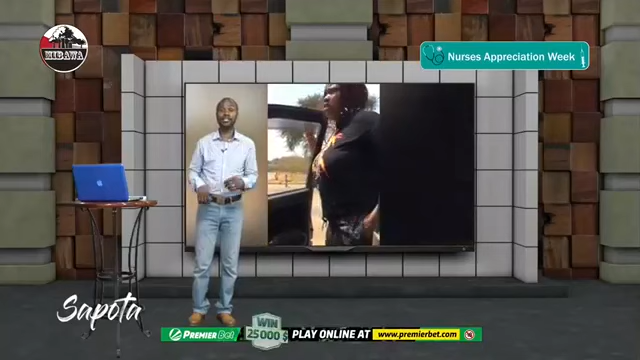 MIBAWA
Nurses Appreciation Week
Sapota
PREMIERBET
WIN
25000$
PLAY ONLINE AT
www.premierbet.com